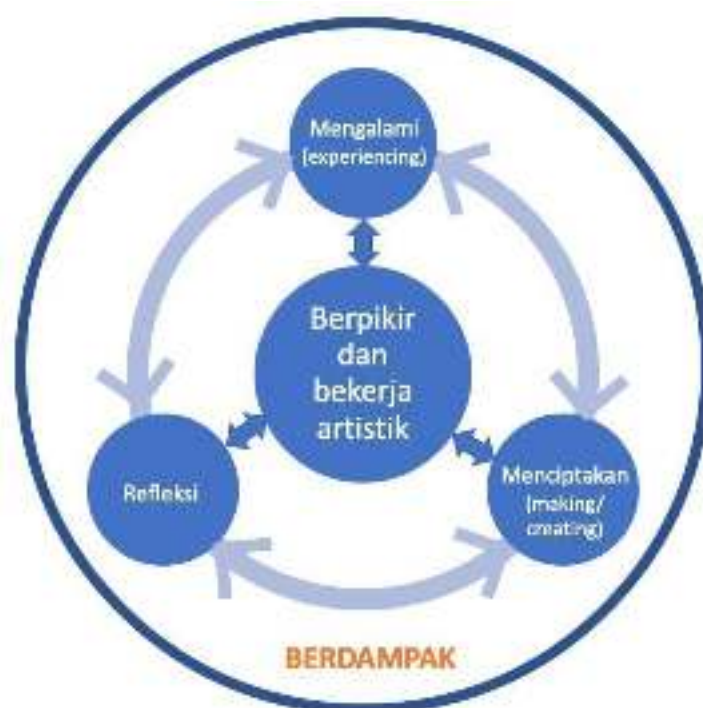 Mengalami
(experiencing)
Berpikir
dan
bekerja
artistik
Refleksi
Menciptakan
(making/
creating)
BERDAMPAK